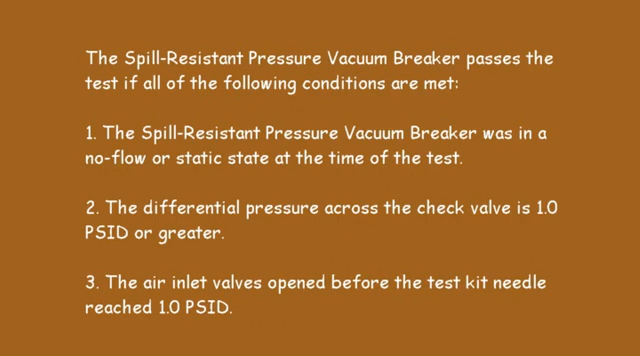 The Spill-Resistant Pressure Vacuum Breaker passes the
test if all of the following conditions are met:
1. The Spill-Resistant Pressure Vacuum Breaker was in a
no-flow or static state at the time of the test.
2. The differential pressure across the check valve is 1.0
PSID or greater.
3. The air inlet valves opened before the test kit needle
reached 1.0 PSID.